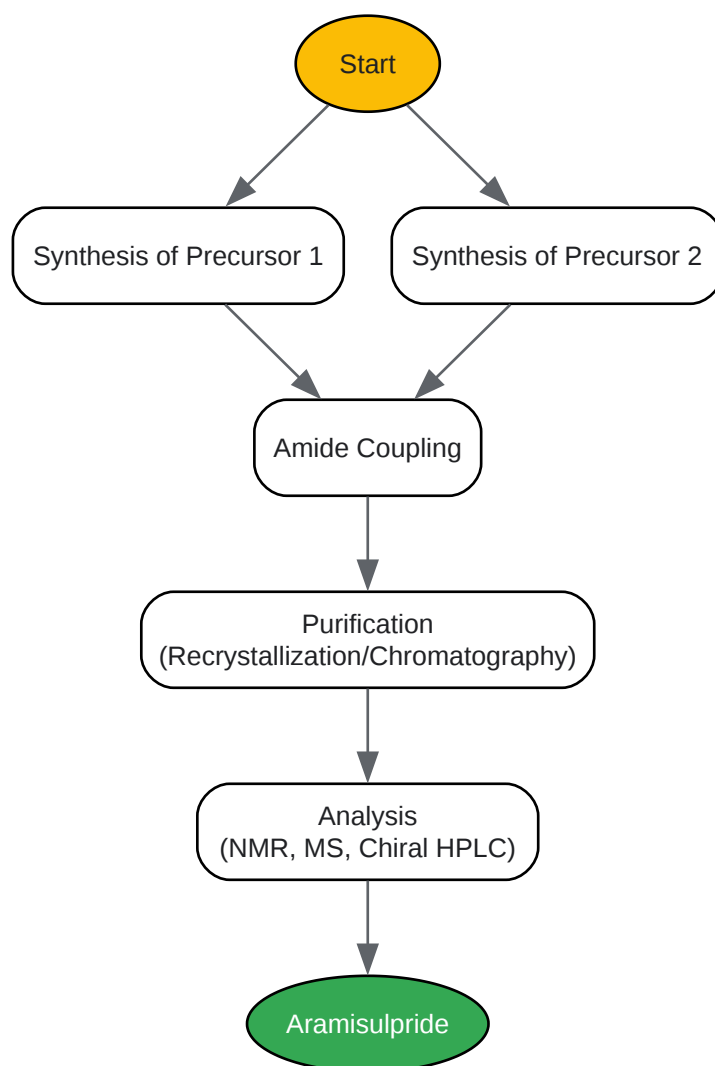 Start
Synthesis of Precursor 1
Synthesis of Precursor 2
Amide Coupling
Purification
(Recrystallization/Chromatography)
Analysis
(NMR, MS, Chiral HPLC)
Aramisulpride